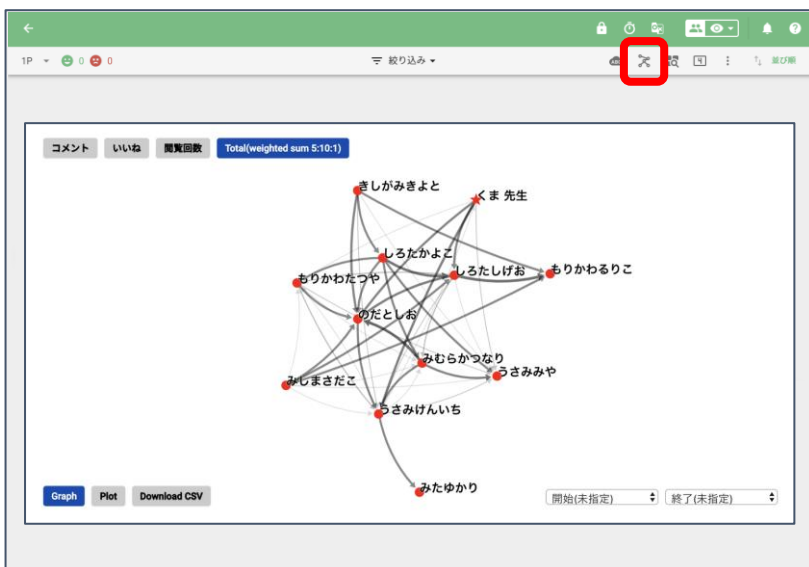 1P 0 0 絞り込み 並び順
コメント いいね 閲覧回数 Total(weighted sum 5:10:1)
きしがみきよと
くま 先生
しろたかよこ
しろたしげお
もりかわるりこ
もりかわたつや
のだとしお
みむらかつなり
うさみみや
みしまさだこ
うさみけんいち
みたゆかり
Graph Plot Download CSV 開始(未指定) 終了(未指定)